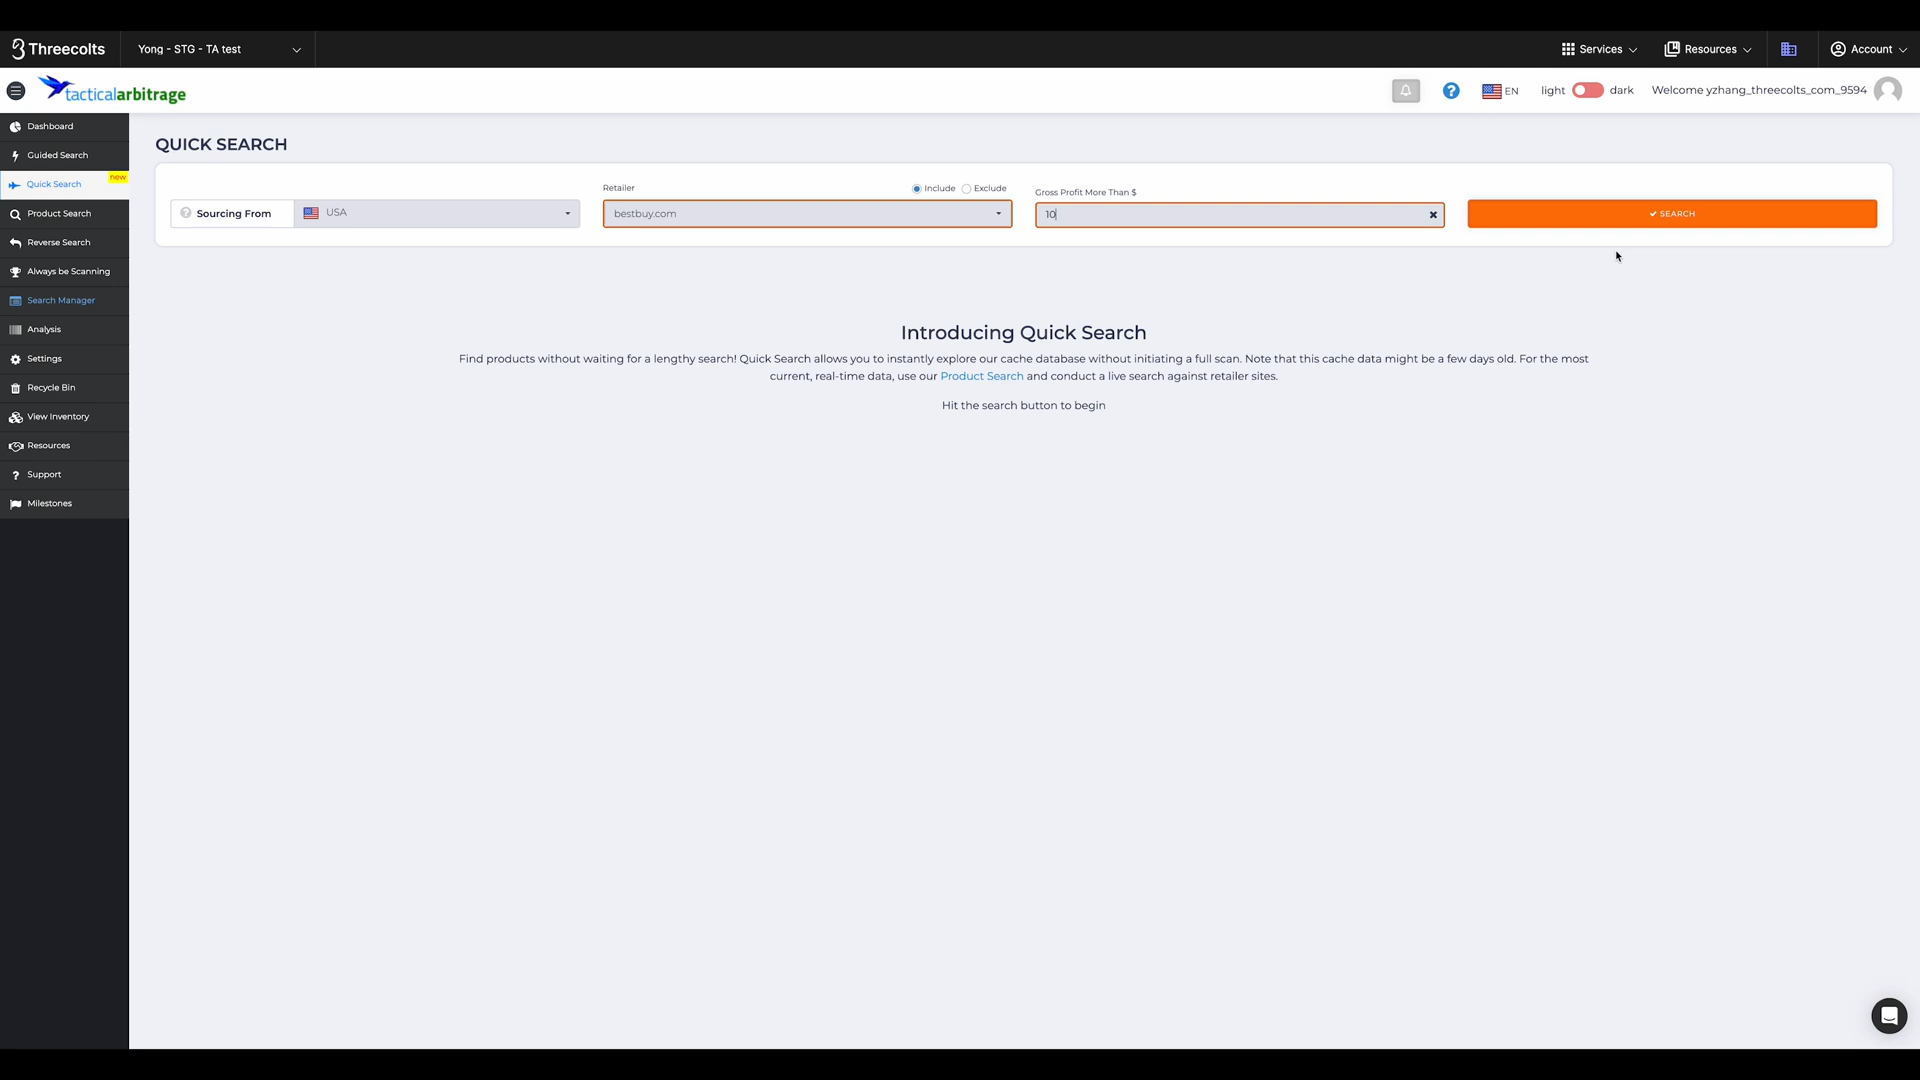 Threecolts
Yong - STG - TA test
Services
Resources
Account
tacticalarbitrage
EN
light
dark
Welcome yzhang_threecolts_com_9594
Dashboard
Guided Search
Quick Search
new
Product Search
Reverse Search
Always be Scanning
Search Manager
Analysis
Settings
Recycle Bin
View Inventory
Resources
Support
Milestones
QUICK SEARCH
Sourcing From
USA
Retailer
Include
Exclude
bestbuy.com
Gross Profit More Than $
10
SEARCH
Introducing Quick Search
Find products without waiting for a lengthy search! Quick Search allows you to instantly explore our cache database without initiating a full scan. Note that this cache data might be a few days old. For the most
current, real-time data, use our Product Search and conduct a live search against retailer sites.
Hit the search button to begin